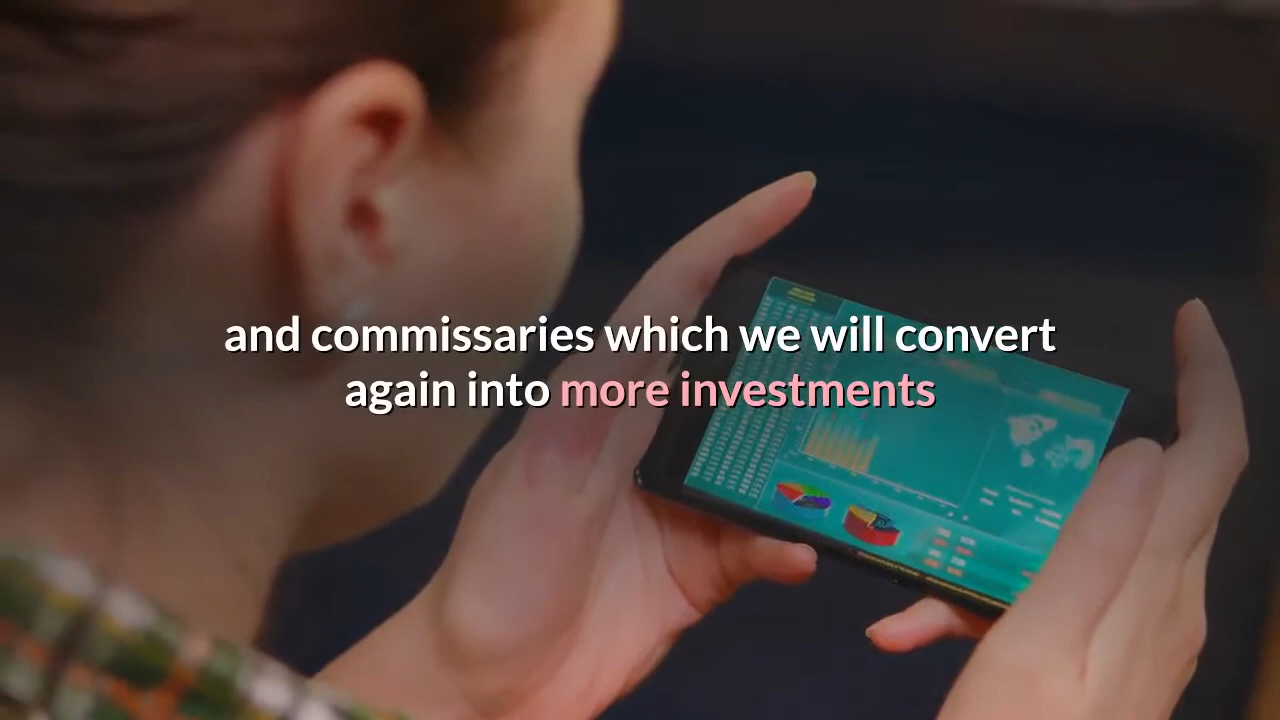 and commissaries which we will convert
again into more investments